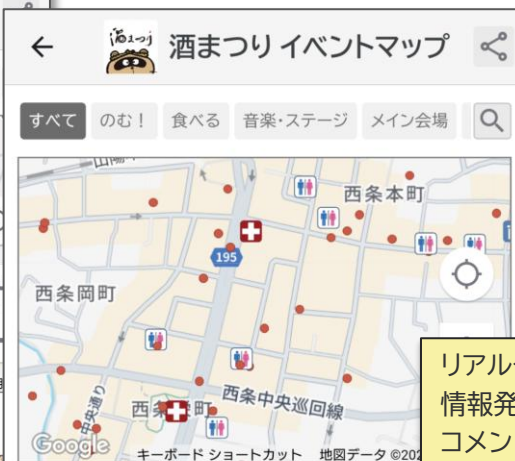 酒まつり
酒まつり イベントマップ
すべて
のむ！
食べる
音楽・ステージ
メイン会場
西条本町
195
西条岡町
西条中央巡回線
中央通り
Google
キーボード ショートカット
地図データ ©202
リアル
情報発
コメン